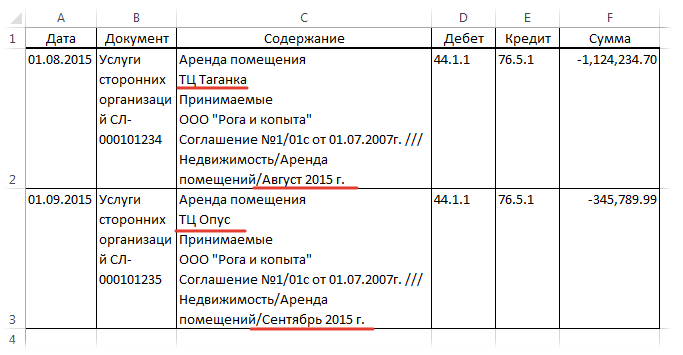 A B C D E F
1 Дата Документ Содержание Дебет Кредит Сумма
01.08.2015 Услуги Аренда помещения 44.1.1 76.5.1 -1,124,234.70
сторонних ТЦ Таганка
организаци Принимаемые
й СЛ- ООО "Рога и копыта"
000101234 Соглашение №1/01с от 01.07.2007г. ///
Недвижимость/Аренда
2 помещений/Август 2015 г.
01.09.2015 Услуги Аренда помещения 44.1.1 76.5.1 -345,789.99
сторонних ТЦ Опус
организаци Принимаемые
й СЛ- ООО "Рога и копыта"
000101235 Соглашение №1/01с от 01.07.2007г. ///
Недвижимость/Аренда
3 помещений/Сентябрь 2015 г.
4